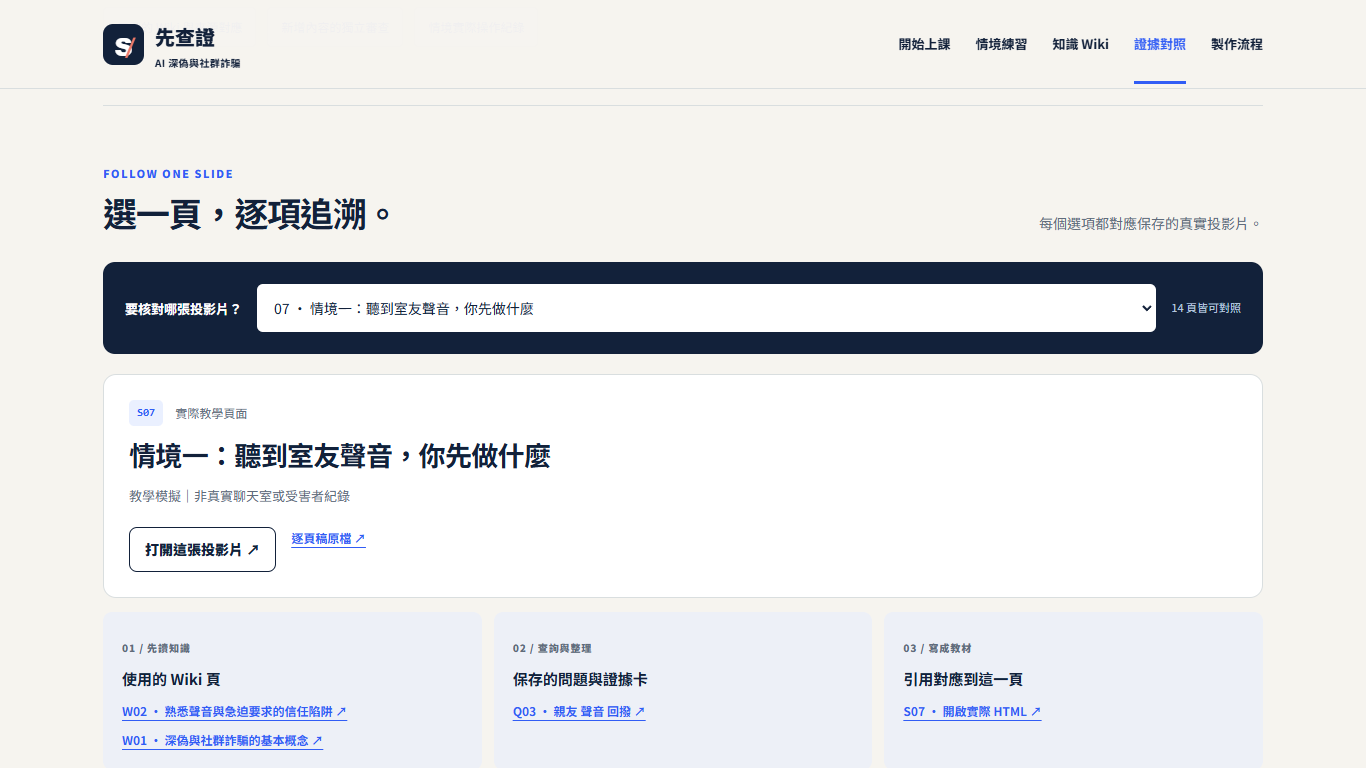 先查證
AI 深偽與社群詐騙
開始上課
情境練習
知識 Wiki
證據對照
製作流程
FOLLOW ONE SLIDE
選一頁，逐項追溯。
每個選項都對應保存的真實投影片。
要核對哪張投影片？
07 · 情境一：聽到室友聲音，你先做什麼
14 頁皆可對照
S07
實際教學頁面
情境一：聽到室友聲音，你先做什麼
教學模擬｜非真實聊天室或受害者紀錄
打開這張投影片 ↗
逐頁稿原檔 ↗
01 / 先讀知識
使用的 Wiki 頁
W02 · 熟悉聲音與急迫要求的信任陷阱 ↗
W01 · 深偽與社群詐騙的基本概念 ↗
02 / 查詢與整理
保存的問題與證據卡
Q03 · 親友 聲音 回撥 ↗
03 / 寫成教材
引用對應到這一頁
S07 · 開啟實際 HTML ↗